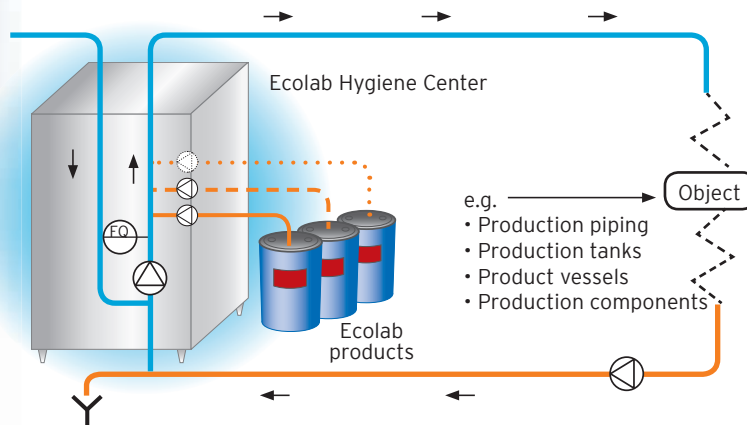 Ecolab Hygiene Center
FQ
e.g.
Object
• Production piping
• Production tanks
• Product vessels
• Production components
Ecolab
products